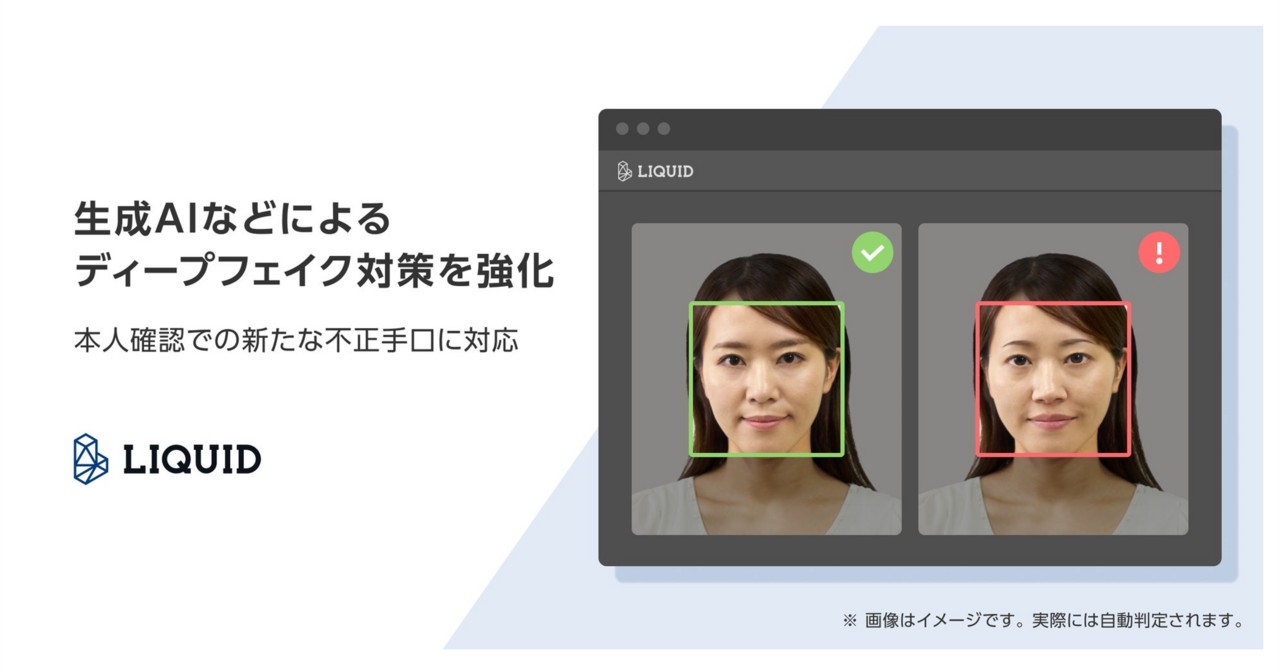 生成AIなどによる
ディープフェイク対策を強化
本人確認での新たな不正手口に対応
LIQUID
LIQUID
※ 画像はイメージです。実際には自動判定されます。